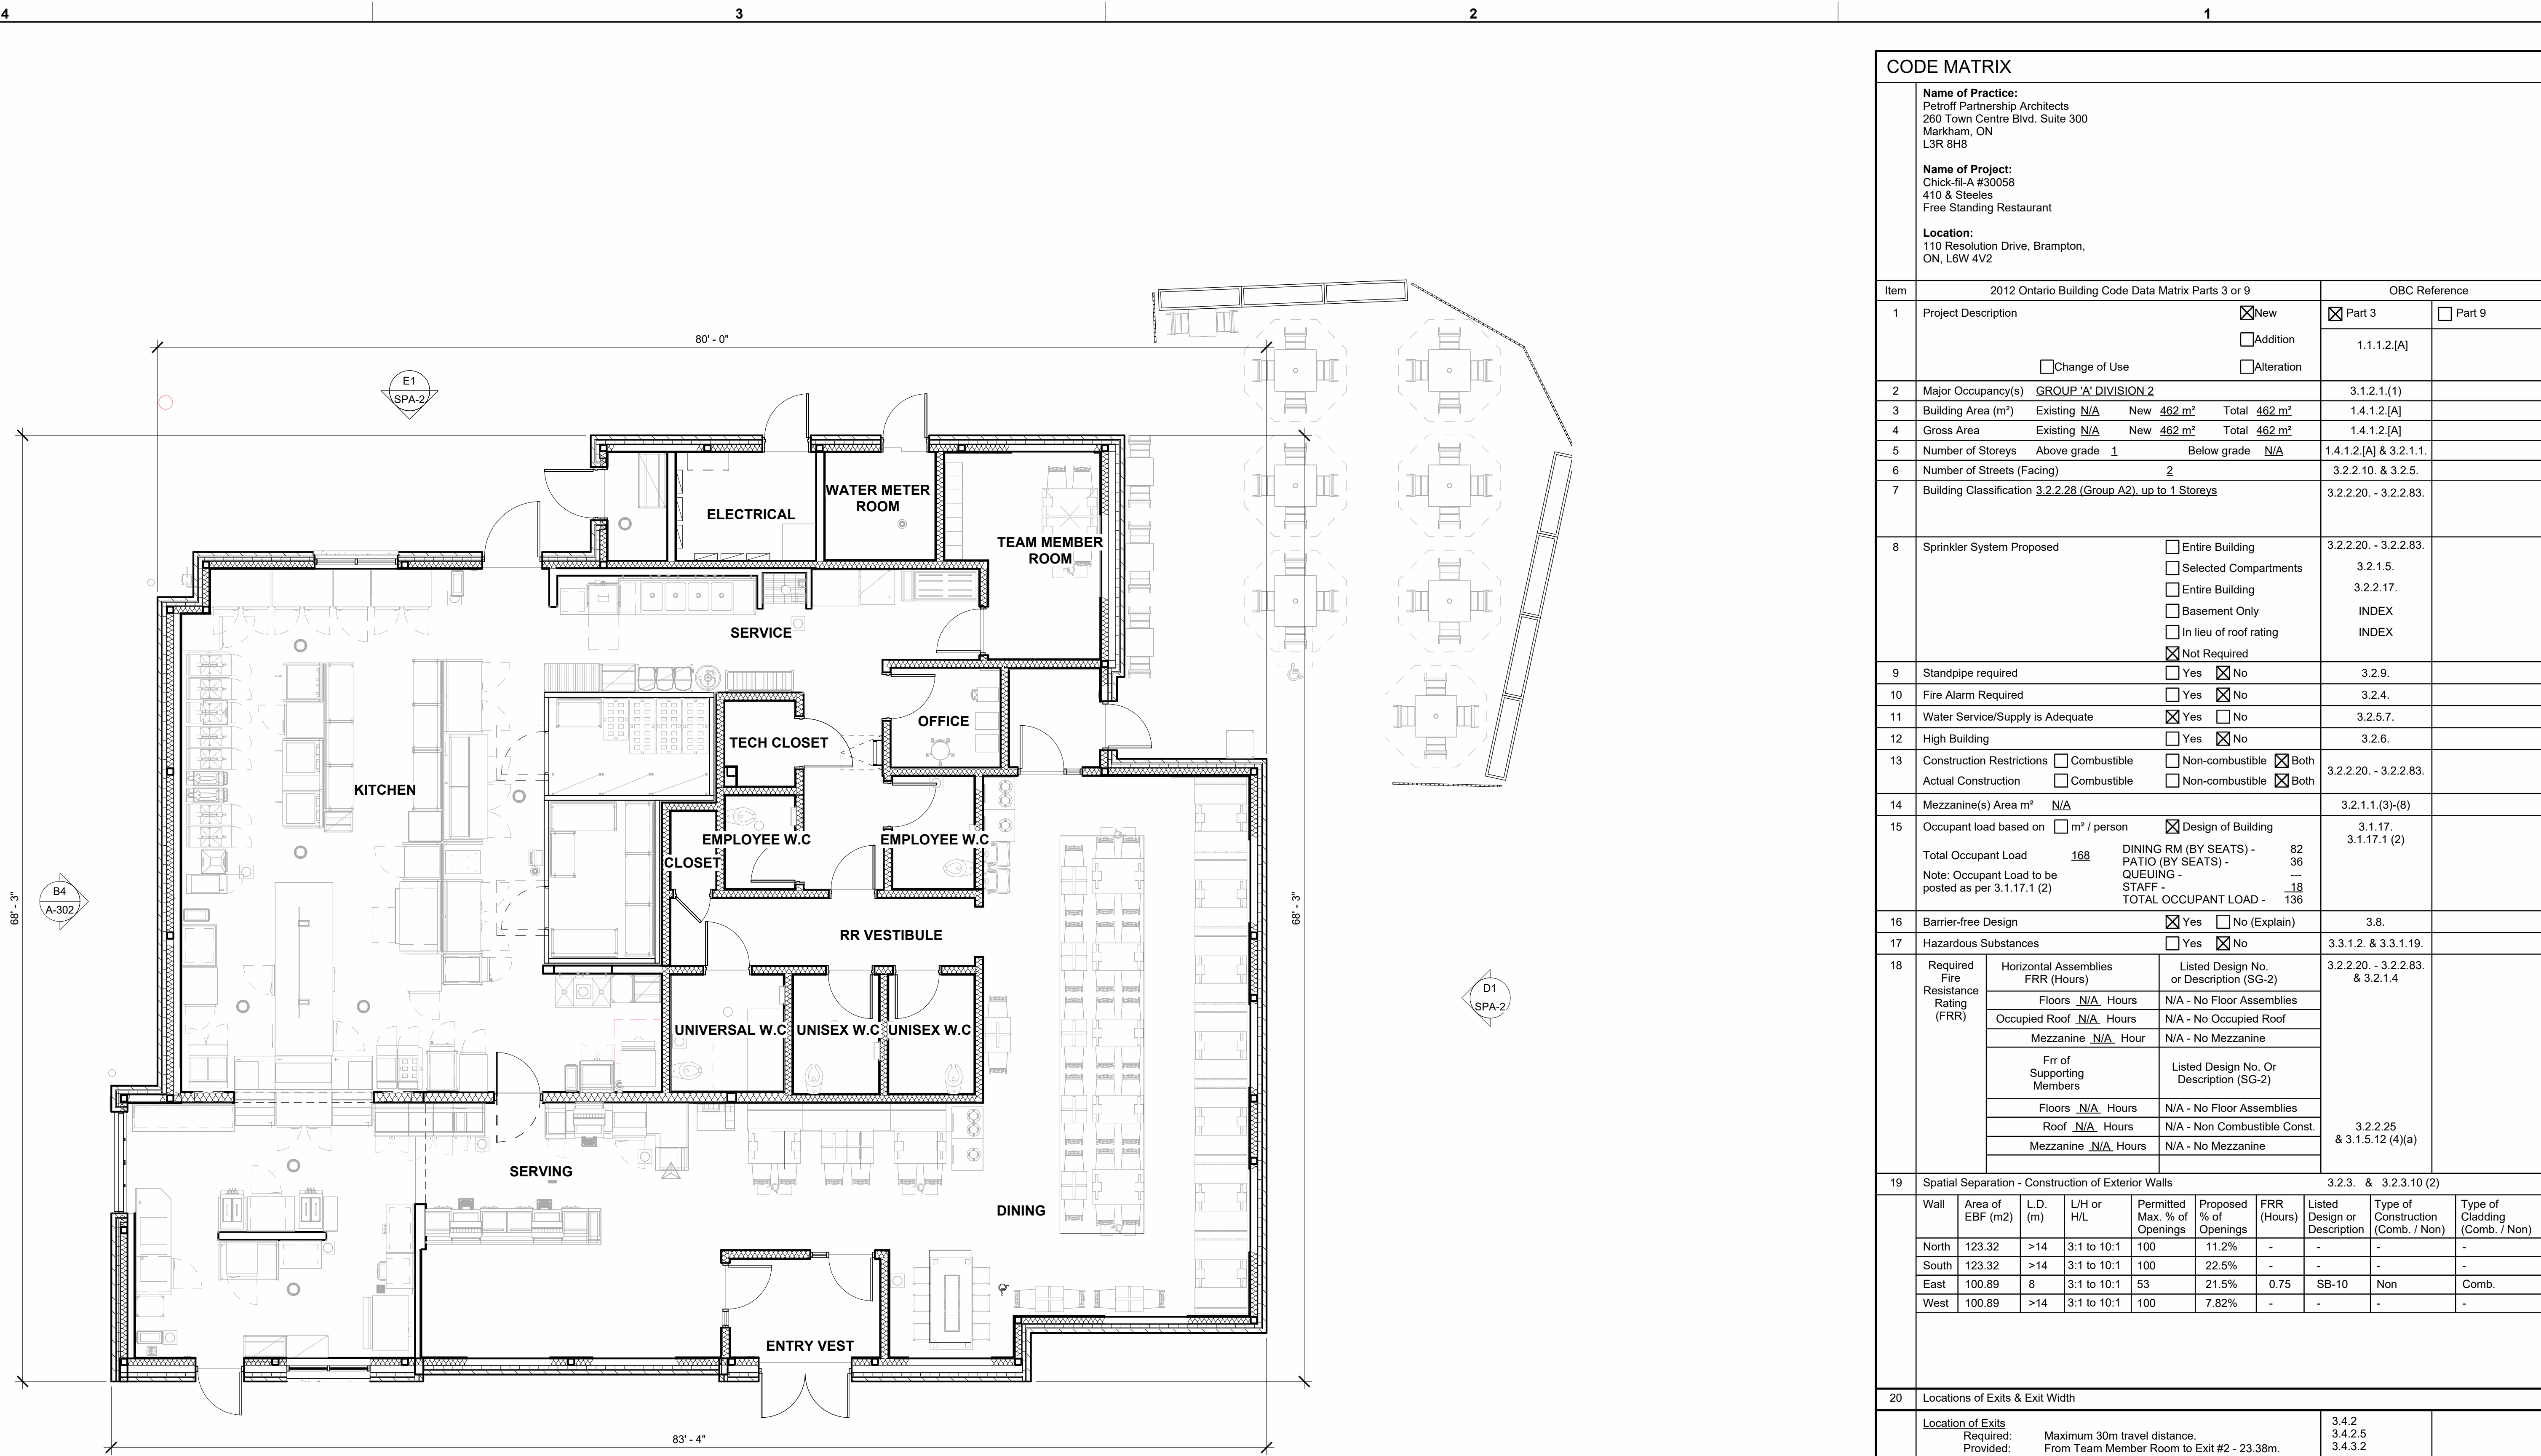 4
3
2
1
80' - 0"
E1
SPA-2
68' - 3"
B4
A-302
ELECTRICAL
WATER METER
ROOM
TEAM MEMBER
ROOM
SERVICE
OFFICE
TECH CLOSET
KITCHEN
EMPLOYEE W.C
EMPLOYEE W.C
CLOSET
RR VESTIBULE
UNIVERSAL W.C
UNISEX W.C
UNISEX W.C
SERVING
DINING
ENTRY VEST
68' - 3"
D1
SPA-2
83' - 4"
CODE MATRIX
Name of Practice:
Petroff Partnership Architects
260 Town Centre Blvd. Suite 300
Markham, ON
L3R 8H8
Name of Project:
Chick-fil-A #30058
410 & Steeles
Free Standing Restaurant
Location:
110 Resolution Drive, Brampton,
ON, L6W 4V2
Item 2012 Ontario Building Code Data Matrix Parts 3 or 9 OBC Reference
1 Project Description New Part 3 Part 9
Addition 1.1.1.2.[A]
Change of Use Alteration
2 Major Occupancy(s) GROUP 'A' DIVISION 2 3.1.2.1.(1)
3 Building Area (m²) Existing N/A New 462 m² Total 462 m² 1.4.1.2.[A]
4 Gross Area Existing N/A New 462 m² Total 462 m² 1.4.1.2.[A]
5 Number of Storeys Above grade 1 Below grade N/A 1.4.1.2.[A] & 3.2.1.1.
6 Number of Streets (Facing) 2 3.2.2.10. & 3.2.5.
7 Building Classification 3.2.2.28 (Group A2), up to 1 Storeys 3.2.2.20. - 3.2.2.83.
8 Sprinkler System Proposed Entire Building 3.2.2.20. - 3.2.2.83.
Selected Compartments 3.2.1.5.
Entire Building 3.2.2.17.
Basement Only INDEX
In lieu of roof rating INDEX
Not Required
9 Standpipe required Yes No 3.2.9.
10 Fire Alarm Required Yes No 3.2.4.
11 Water Service/Supply is Adequate Yes No 3.2.5.7.
12 High Building Yes No 3.2.6.
13 Construction Restrictions Combustible Non-combustible Both 3.2.2.20. - 3.2.2.83.
Actual Construction Combustible Non-combustible Both
14 Mezzanine(s) Area m² N/A 3.2.1.1.(3)-(8)
15 Occupant load based on m² / person Design of Building 3.1.17.
3.1.17.1 (2)
Total Occupant Load 168
Note: Occupant Load to be
posted as per 3.1.17.1 (2)
DINING RM (BY SEATS) - 82
PATIO (BY SEATS) - 36
QUEUING - ---
STAFF - 18
TOTAL OCCUPANT LOAD - 136
16 Barrier-free Design Yes No (Explain) 3.8.
17 Hazardous Substances Yes No 3.3.1.2. & 3.3.1.19.
18 Required
Fire
Resistance
Rating
(FRR)
Horizontal Assemblies
FRR (Hours)
Listed Design No.
or Description (SG-2)
3.2.2.20. - 3.2.2.83.
& 3.2.1.4
Floors N/A Hours N/A - No Floor Assemblies
Occupied Roof N/A Hours N/A - No Occupied Roof
Mezzanine N/A Hour N/A - No Mezzanine
Frr of
Supporting
Members
Listed Design No. Or
Description (SG-2)
Floors N/A Hours N/A - No Floor Assemblies
Roof N/A Hours N/A - Non Combustible Const. 3.2.2.25
& 3.1.5.12 (4)(a)
Mezzanine N/A Hours N/A - No Mezzanine
19 Spatial Separation - Construction of Exterior Walls 3.2.3. & 3.2.3.10 (2)
Wall Area of L.D. L/H or Permitted Proposed FRR Listed Type of Type of
EBF (m2) (m) H/L Max. % of % of (Hours) Design or Construction Cladding
Openings Openings Description (Comb. / Non) (Comb. / Non)
North 123.32 >14 3:1 to 10:1 100 11.2% - - - -
South 123.32 >14 3:1 to 10:1 100 22.5% - - - -
East 100.89 8 3:1 to 10:1 53 21.5% 0.75 SB-10 Non Comb.
West 100.89 >14 3:1 to 10:1 100 7.82% - - - -
20 Locations of Exits & Exit Width
Location of Exits 3.4.2
Required: Maximum 30m travel distance. 3.4.2.5
Provided: From Team Member Room to Exit #2 - 23.38m. 3.4.3.2